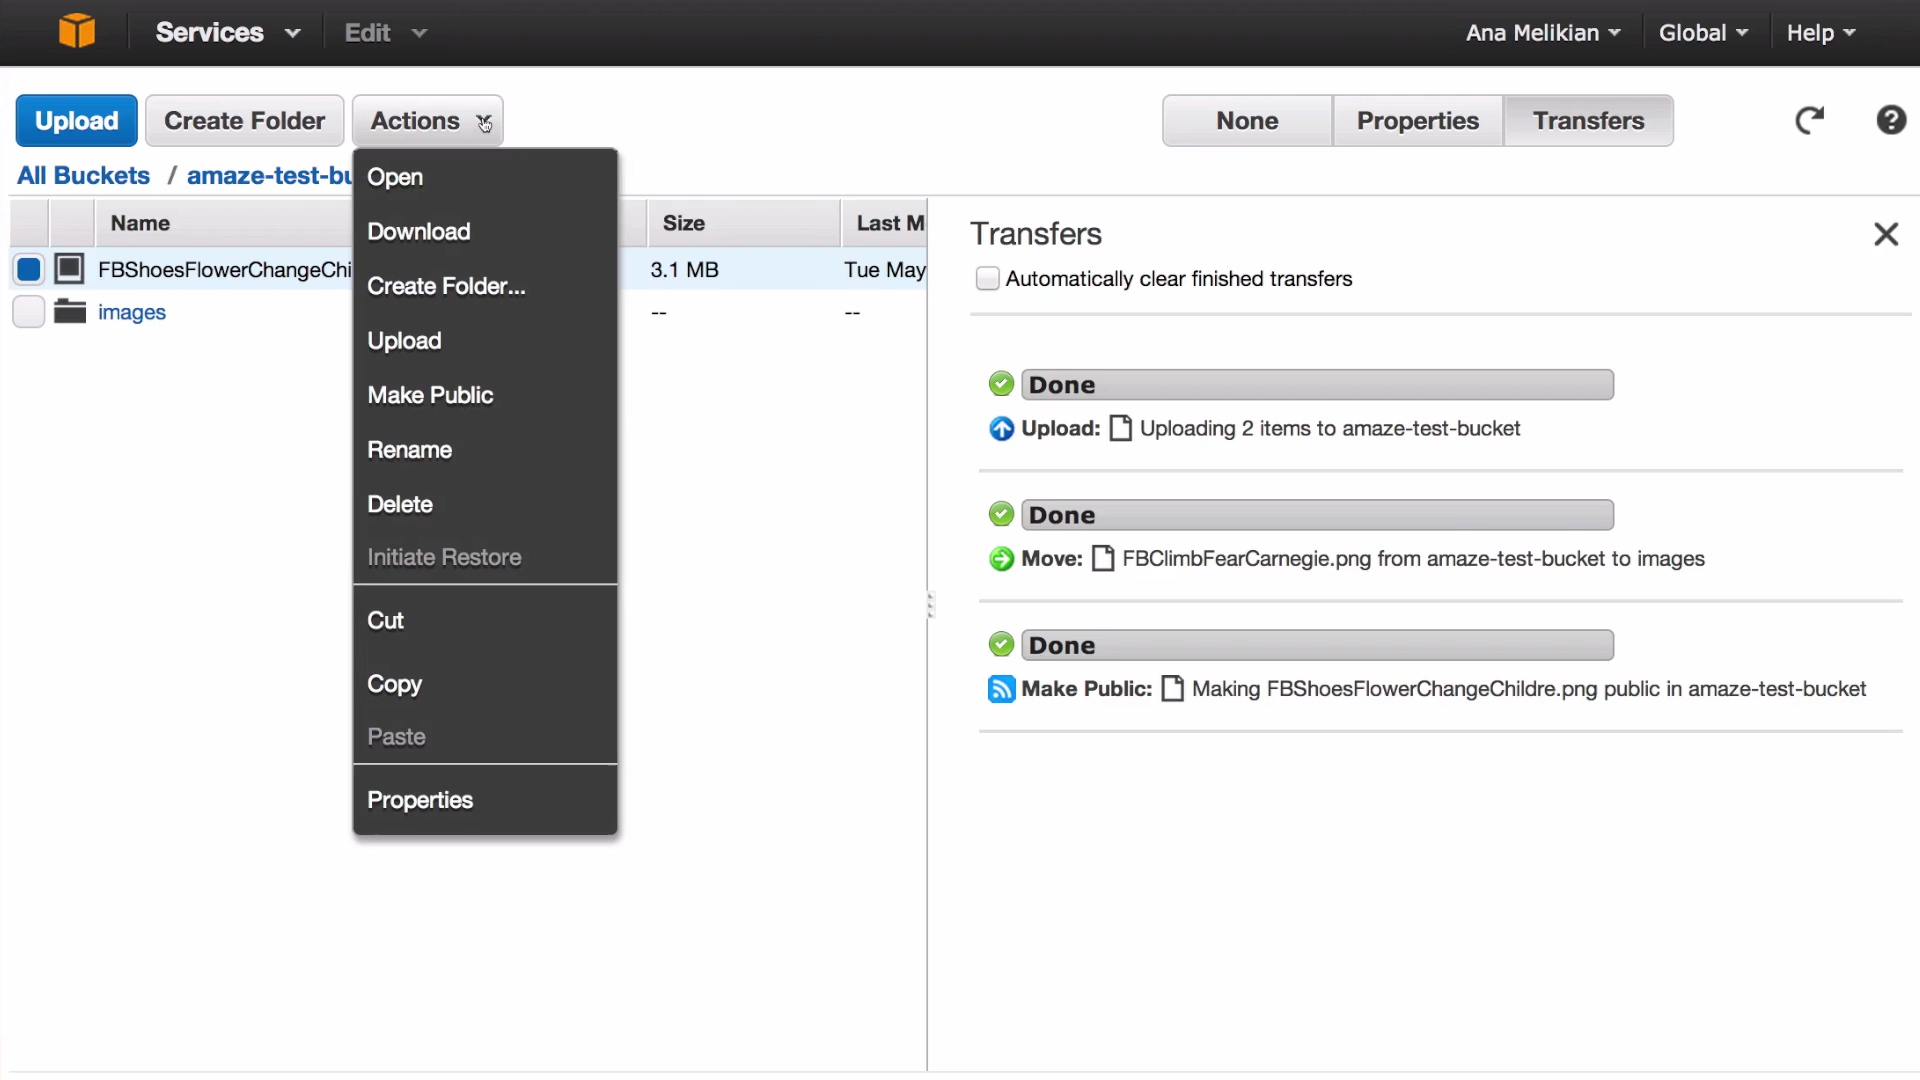 Services Edit Ana Melikian Global Help
Upload Create Folder Actions None Properties Transfers
All Buckets / amaze-test-bu
Name Size Last M
FBShoesFlowerChangeChi 3.1 MB Tue May
images -- --
Open
Download
Create Folder...
Upload
Make Public
Rename
Delete
Initiate Restore
Cut
Copy
Paste
Properties
Transfers
Automatically clear finished transfers
Done
Upload: Uploading 2 items to amaze-test-bucket
Done
Move: FBClimbFearCarnegie.png from amaze-test-bucket to images
Done
Make Public: Making FBShoesFlowerChangeChildre.png public in amaze-test-bucket